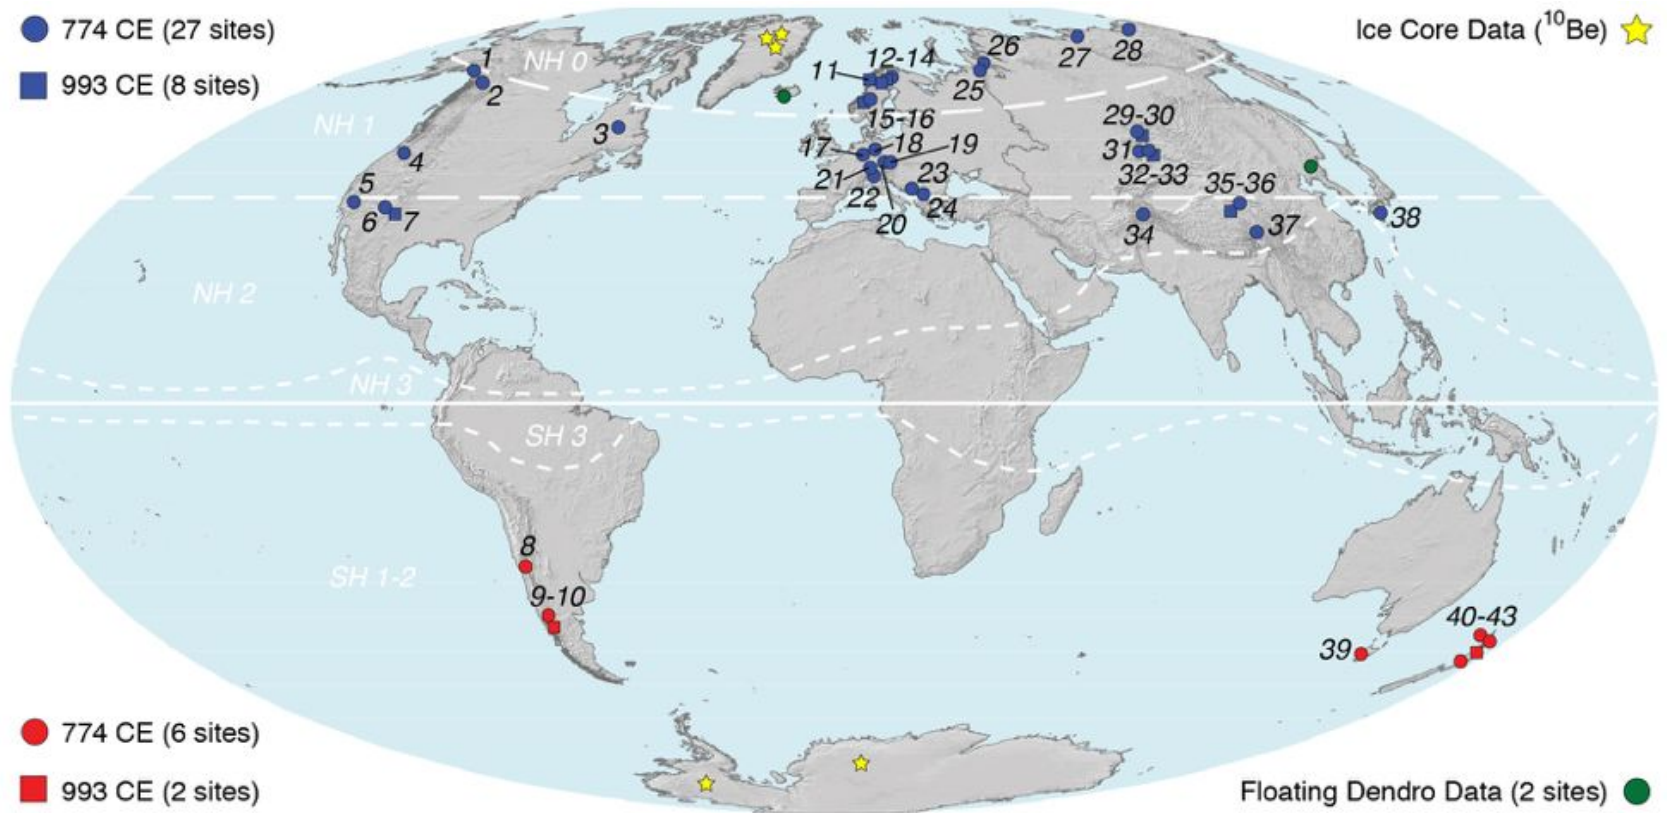 774 CE (27 sites)
993 CE (8 sites)
Ice Core Data (¹⁰Be)
NH 0
NH 1
NH 2
NH 3
SH 3
SH 1-2
1
2
3
4
5
6
7
8
9-10
11
12-14
15-16
17
18
19
20
21
22
23
24
25
26
27
28
29-30
31
32-33
34
35-36
37
38
39
40-43
774 CE (6 sites)
993 CE (2 sites)
Floating Dendro Data (2 sites)